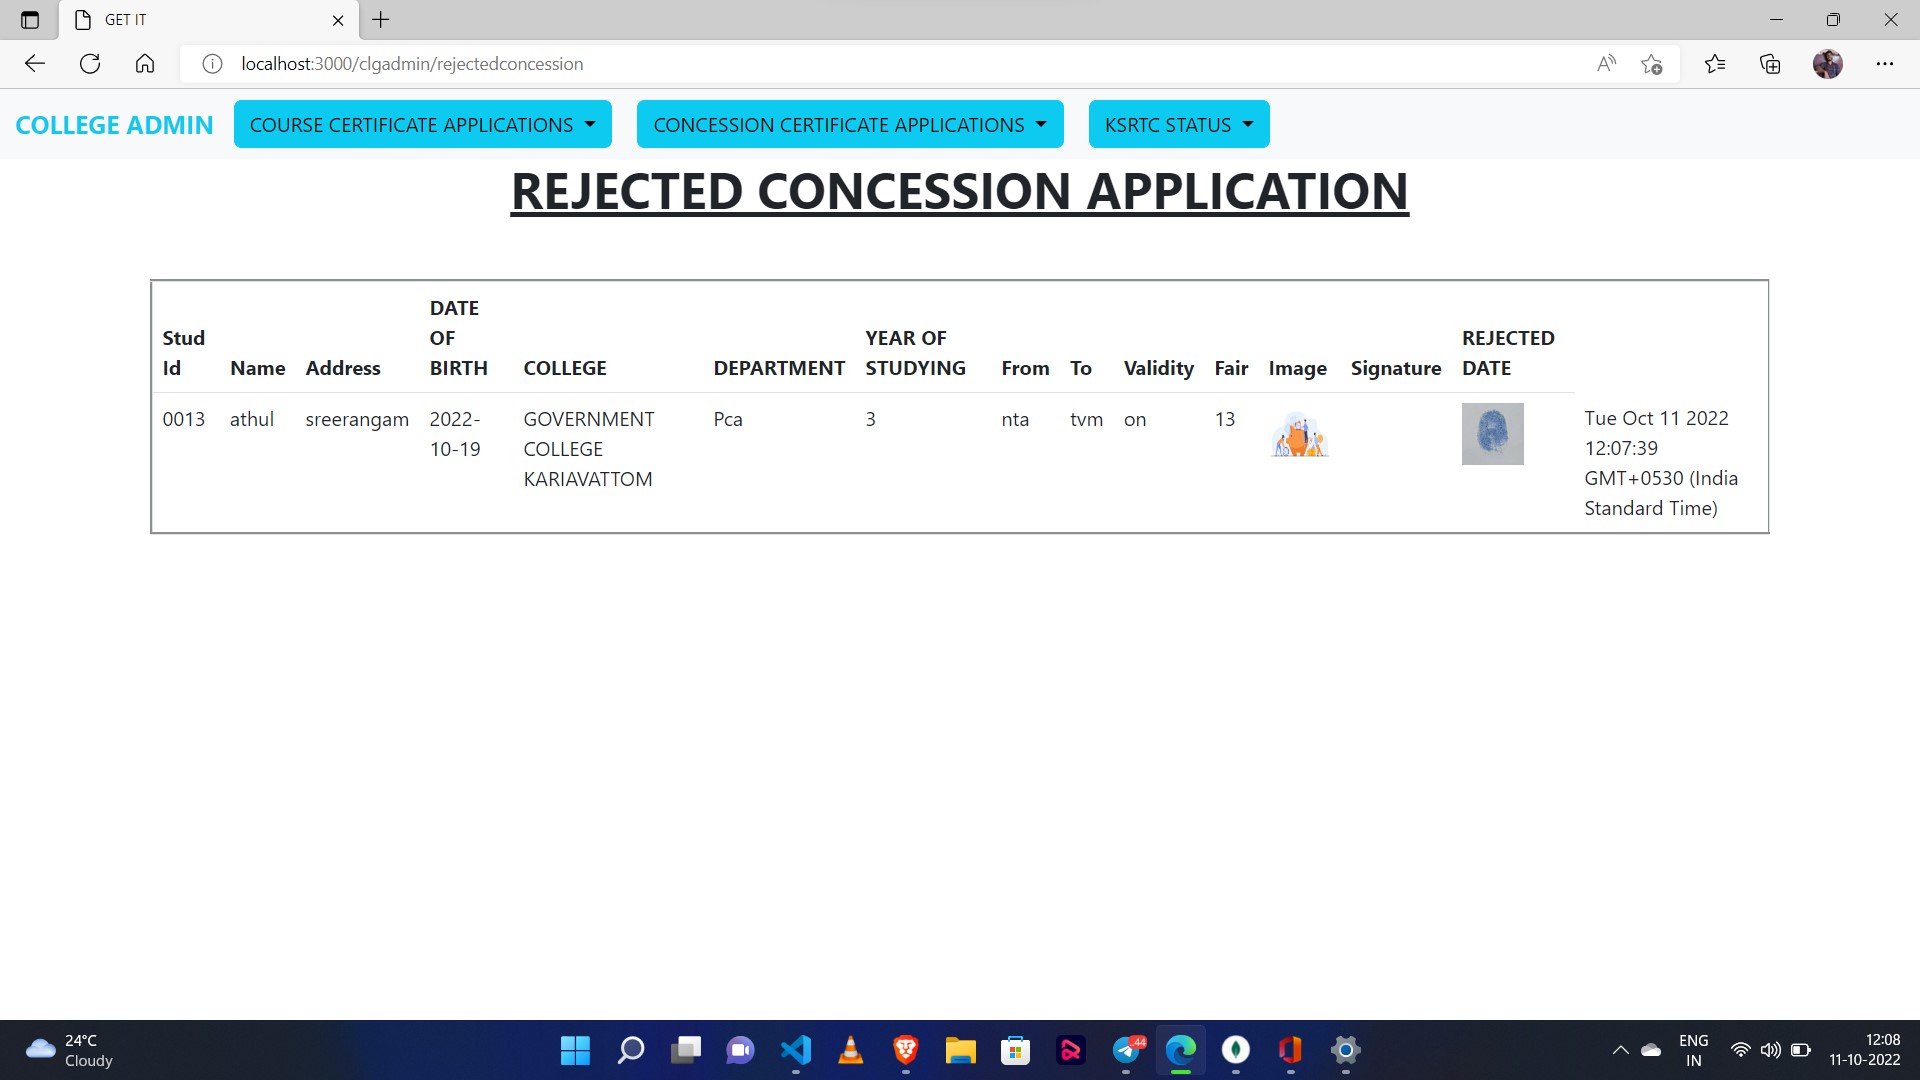 GET IT
localhost:3000/clgadmin/rejectedconcession
COLLEGE ADMIN
COURSE CERTIFICATE APPLICATIONS
CONCESSION CERTIFICATE APPLICATIONS
KSRTC STATUS
REJECTED CONCESSION APPLICATION
Stud
Id
Name
Address
DATE
OF
BIRTH
COLLEGE
DEPARTMENT
YEAR OF
STUDYING
From
To
Validity
Fair
Image
Signature
REJECTED
DATE
0013
athul
sreerangam
2022-
10-19
GOVERNMENT
COLLEGE
KARIAVATTOM
Pca
3
nta
tvm
on
13
Tue Oct 11 2022
12:07:39
GMT+0530 (India
Standard Time)
24°C
Cloudy
44
ENG
IN
12:08
11-10-2022